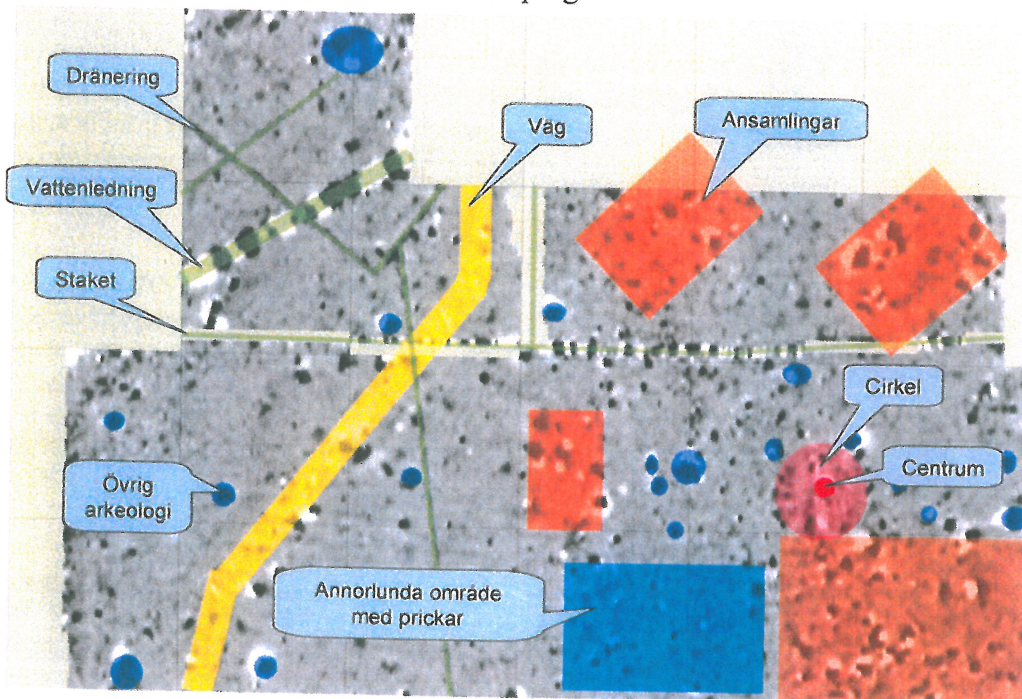 Dränering
Väg
Ansamlingar
Vattenledning
Staket
Cirkel
Centrum
Övrig
arkeologi
Annorlunda område
med prickar